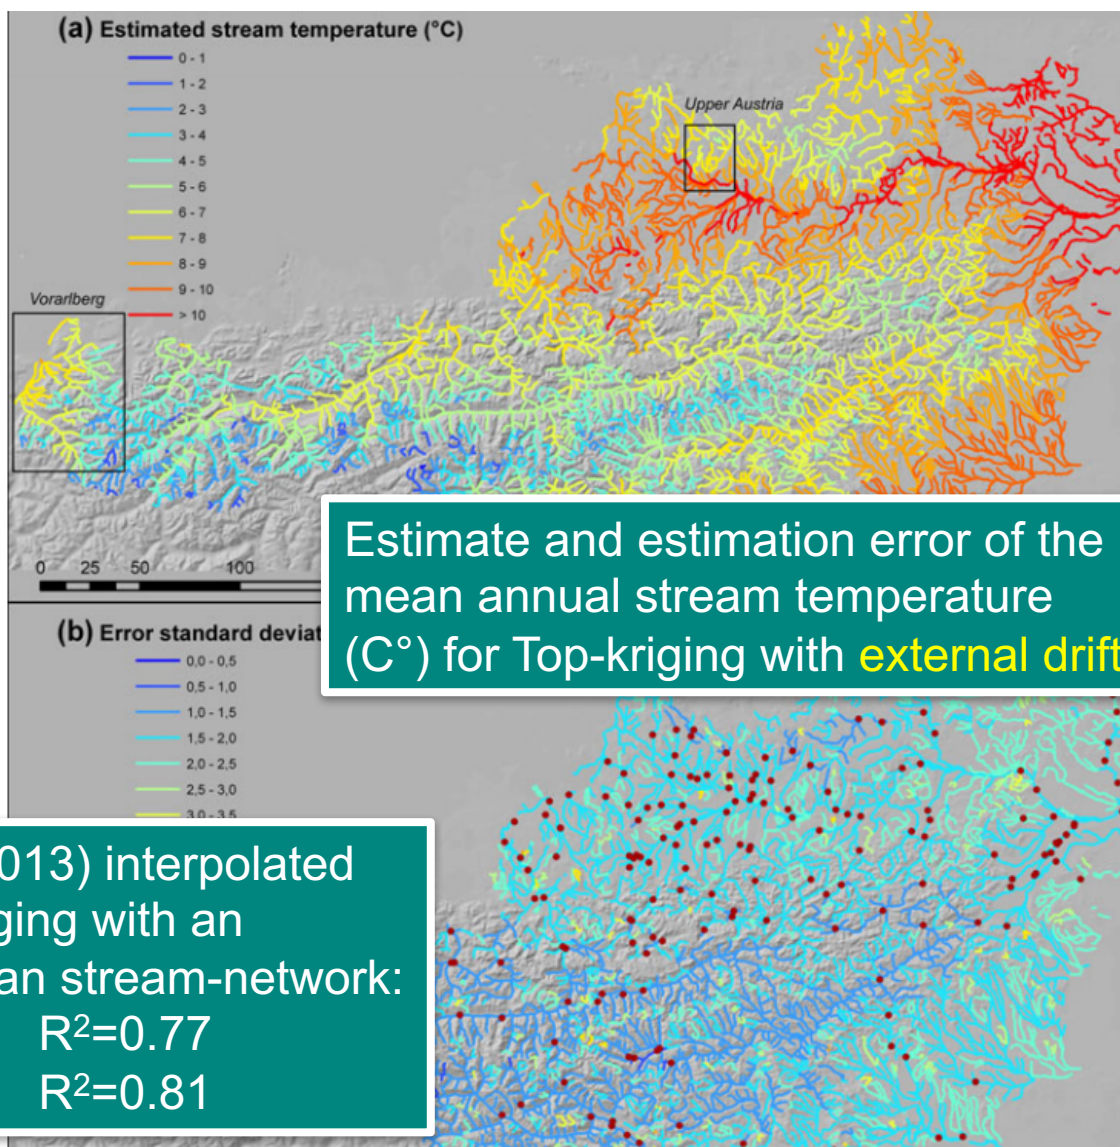 (a) Estimated stream temperature (°C)
0 - 1
1 - 2
2 - 3
3 - 4
4 - 5
5 - 6
6 - 7
7 - 8
8 - 9
9 - 10
> 10
Upper Austria
Vorarlberg
0 25 50 100
Estimate and estimation error of the
mean annual stream temperature
(C°) for Top-kriging with external drift
(b) Error standard deviat
0,0 - 0,5
0,5 - 1,0
1,0 - 1,5
1,5 - 2,0
2,0 - 2,5
2,5 - 3,0
3,0 - 3,5
013) interpolated
ging with an
an stream-network:
R²=0.77
R²=0.81